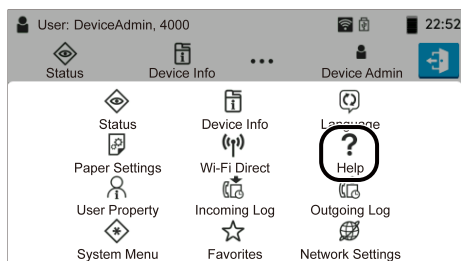 User: DeviceAdmin, 4000 22:52
Status Device Info ... Device Admin
Status Device Info Language
Paper Settings Wi-Fi Direct Help
User Property Incoming Log Outgoing Log
System Menu Favorites Network Settings